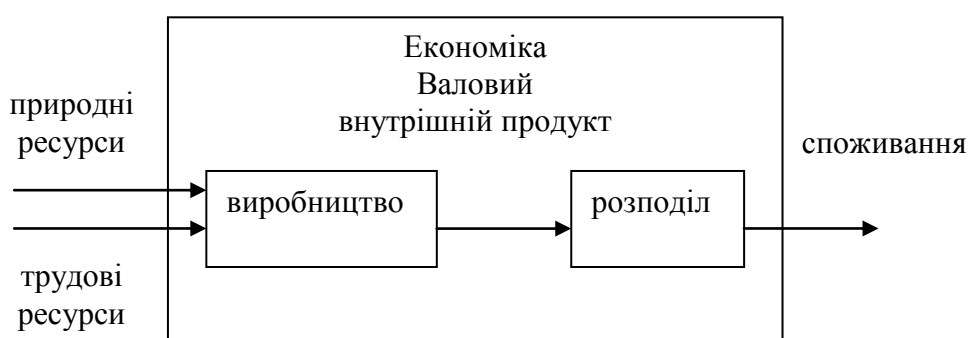 Економіка
Валовий
внутрішній продукт
природні
ресурси
споживання
виробництво
розподіл
трудові
ресурси